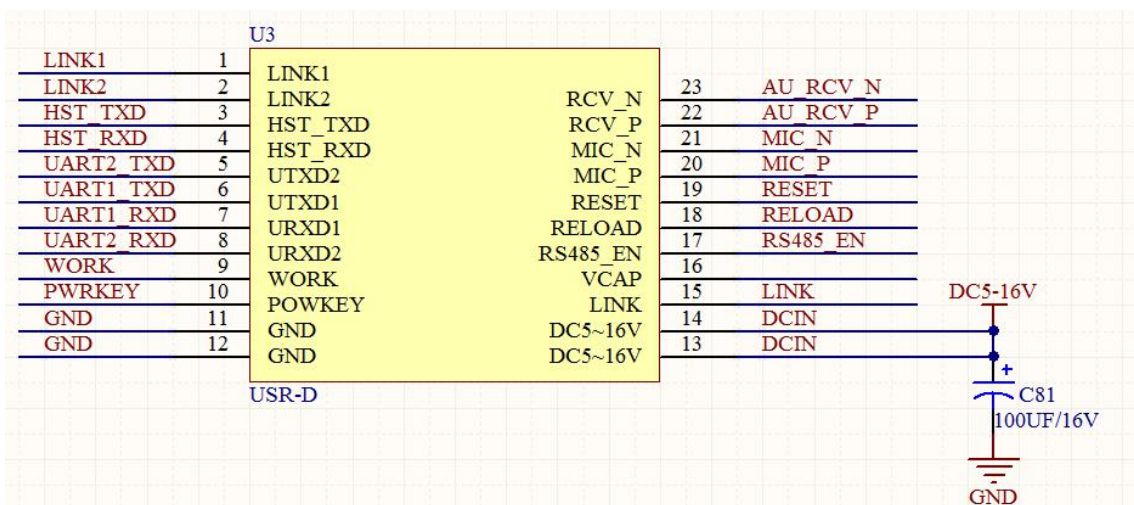 U3
LINK1 1 LINK1
LINK2 2 LINK2 RCV_N 23 AU_RCV_N
HST_TXD 3 HST_TXD RCV_P 22 AU_RCV_P
HST_RXD 4 HST_RXD MIC_N 21 MIC_N
UART2_TXD 5 UTXD2 MIC_P 20 MIC_P
UART1_TXD 6 UTXD1 RESET 19 RESET
UART1_RXD 7 URXD1 RELOAD 18 RELOAD
UART2_RXD 8 URXD2 RS485_EN 17 RS485_EN
WORK 9 WORK VCAP 16
PWRKEY 10 POWKEY LINK 15 LINK DC5-16V
GND 11 GND DC5~16V 14 DCIN
GND 12 GND DC5~16V 13 DCIN
USR-D
+ C81
100UF/16V
GND